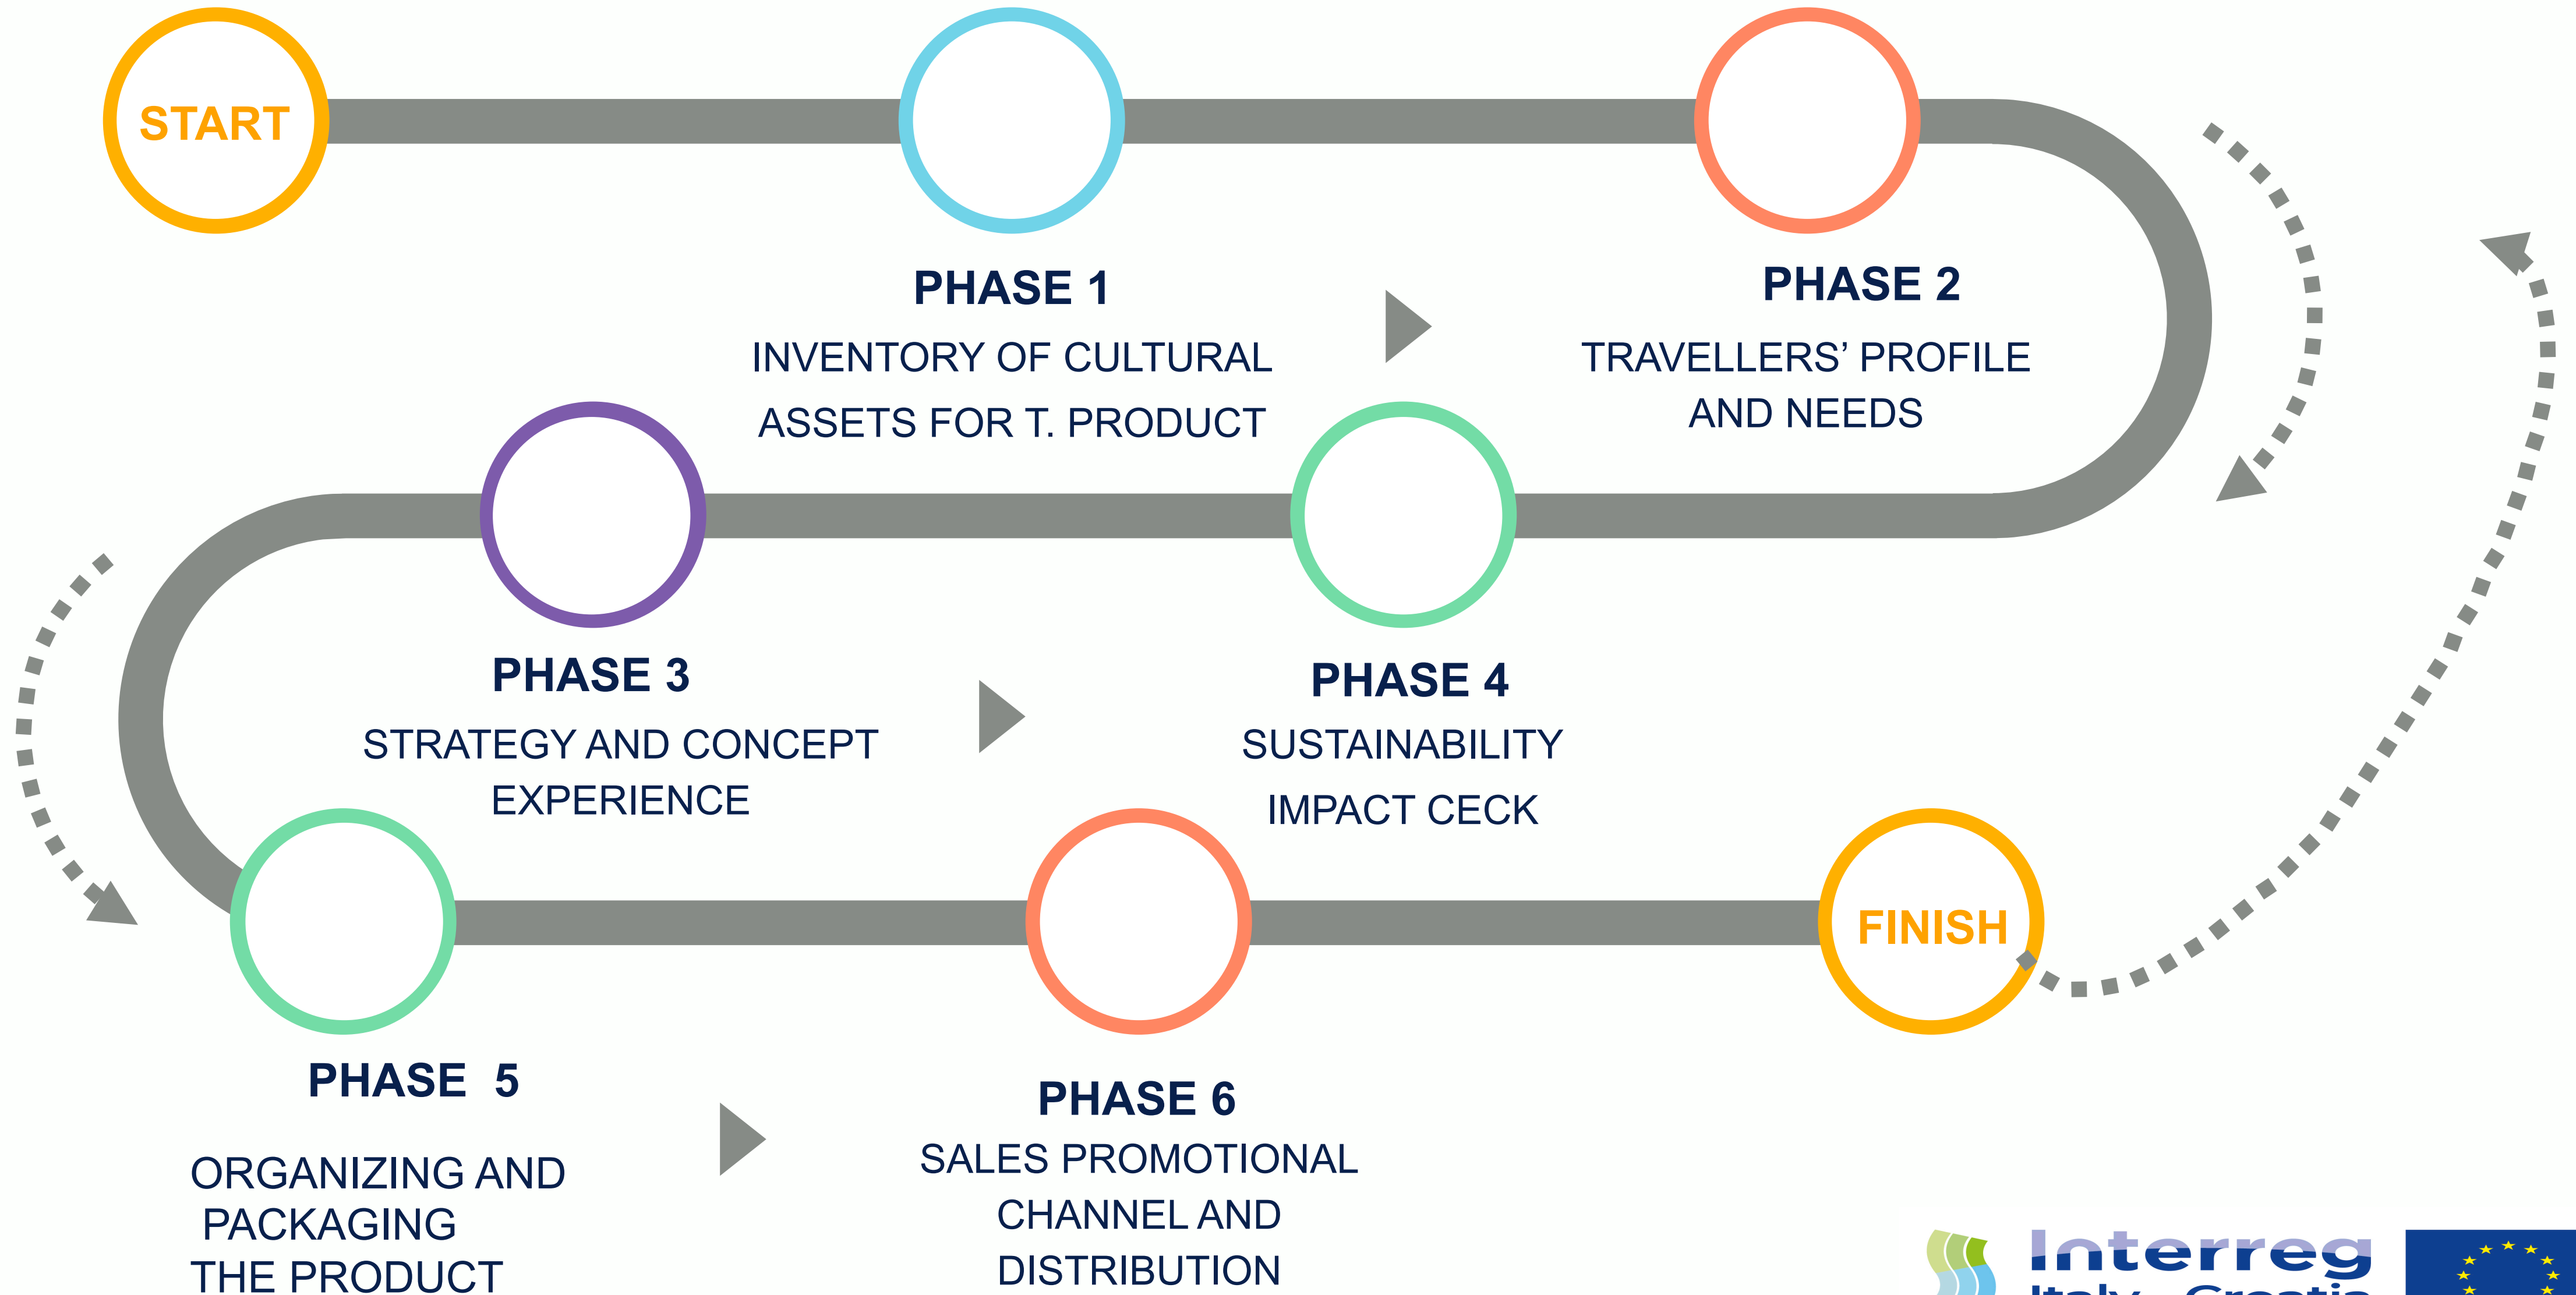 START
PHASE 1
INVENTORY OF CULTURAL
ASSETS FOR T. PRODUCT
PHASE 2
TRAVELLERS’ PROFILE
AND NEEDS
PHASE 3
STRATEGY AND CONCEPT
EXPERIENCE
PHASE 4
SUSTAINABILITY
IMPACT CECK
PHASE  5
ORGANIZING AND
PACKAGING
THE PRODUCT
PHASE 6
SALES PROMOTIONAL
CHANNEL AND
DISTRIBUTION
FINISH
Interreg
Italy - Croatia